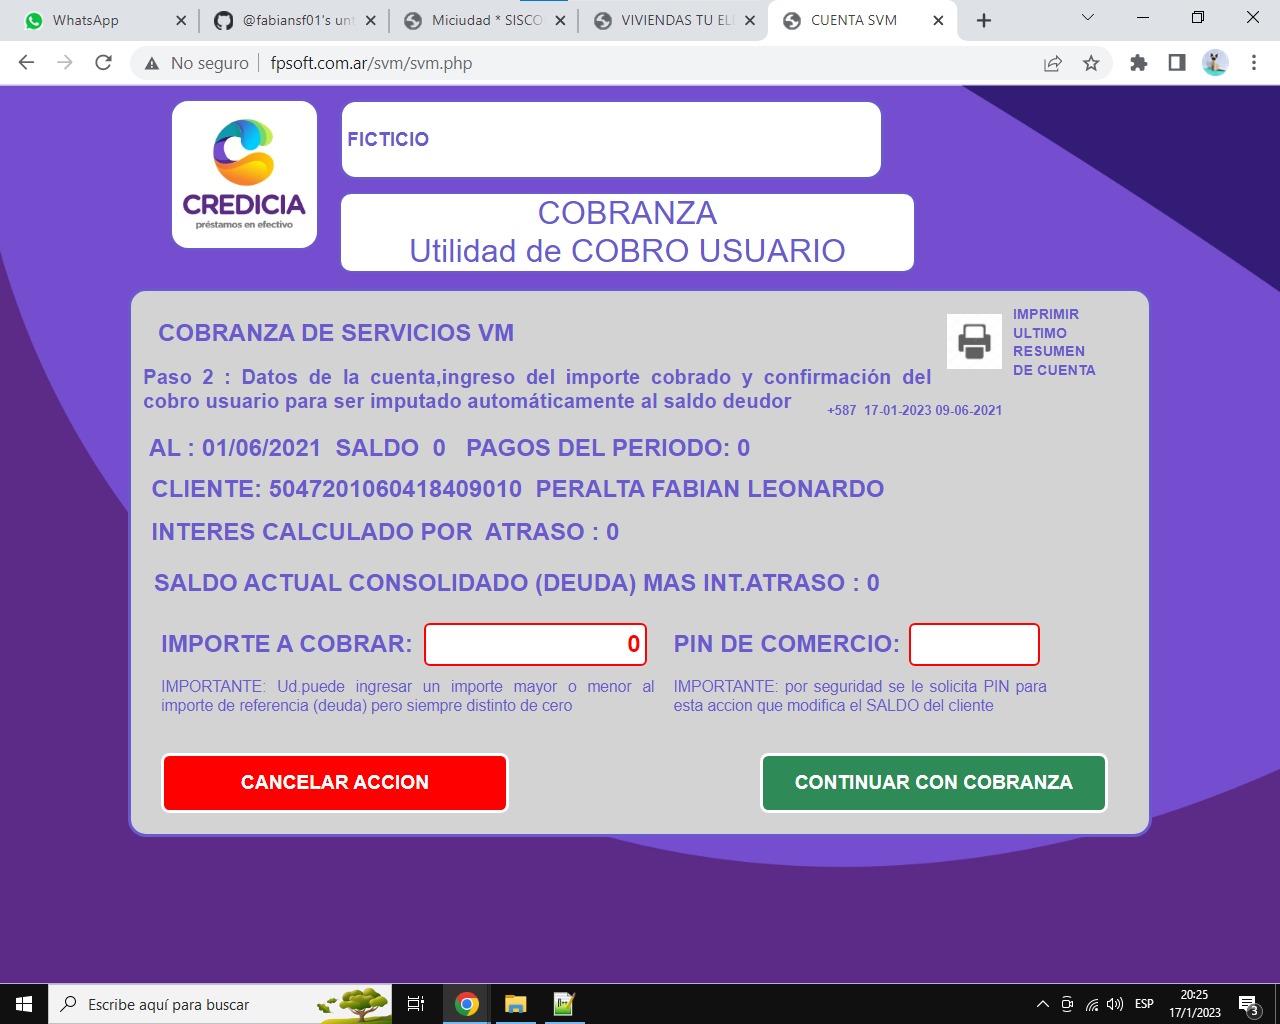 WhatsApp
@fabiansf01's unt
Miciudad * SISCO
VIVIENDAS TU EL
CUENTA SVM
No seguro
fpsoft.com.ar/svm/svm.php
CREDICIA
préstamos en efectivo
FICTICIO
COBRANZA
Utilidad de COBRO USUARIO
COBRANZA DE SERVICIOS VM
IMPRIMIR
ULTIMO
RESUMEN
DE CUENTA
Paso 2 : Datos de la cuenta,ingreso del importe cobrado y confirmación del
cobro usuario para ser imputado automáticamente al saldo deudor
+587 17-01-2023 09-06-2021
AL : 01/06/2021 SALDO 0 PAGOS DEL PERIODO: 0
CLIENTE: 5047201060418409010 PERALTA FABIAN LEONARDO
INTERES CALCULADO POR ATRASO : 0
SALDO ACTUAL CONSOLIDADO (DEUDA) MAS INT.ATRASO : 0
IMPORTE A COBRAR: 0
PIN DE COMERCIO:
IMPORTANTE: Ud.puede ingresar un importe mayor o menor al
importe de referencia (deuda) pero siempre distinto de cero
IMPORTANTE: por seguridad se le solicita PIN para
esta accion que modifica el SALDO del cliente
CANCELAR ACCION
CONTINUAR CON COBRANZA
Escribe aquí para buscar
ESP
20:25
17/1/2023
3